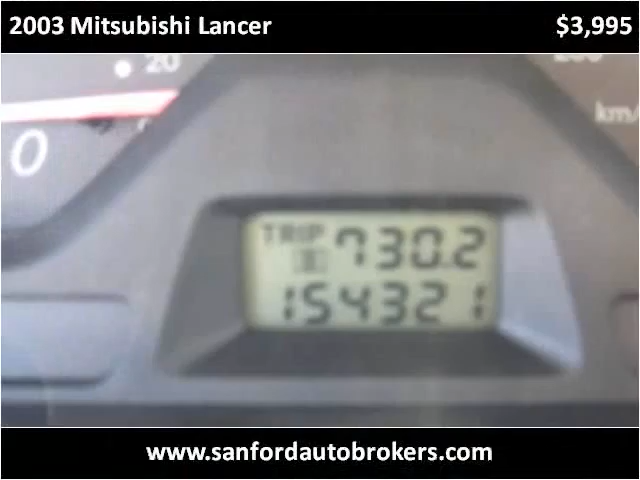 2003 Mitsubishi Lancer $3,995
20
0
km/
TRIP 730.2
154321
www.sanfordautobrokers.com